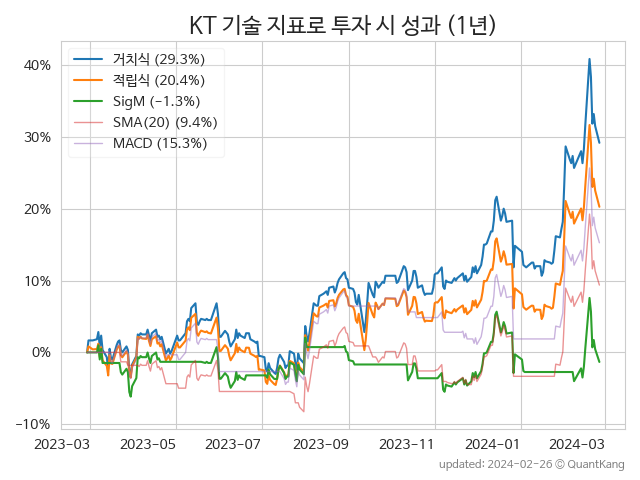 KT 기술 지표로 투자 시 성과 (1년)
거치식 (29.3%)
적립식 (20.4%)
SigM (−1.3%)
SMA(20) (9.4%)
MACD (15.3%)
40%
30%
20%
10%
0%
−10%
2023-03 2023-05 2023-07 2023-09 2023-11 2024-01 2024-03
updated: 2024-02-26 © QuantKang